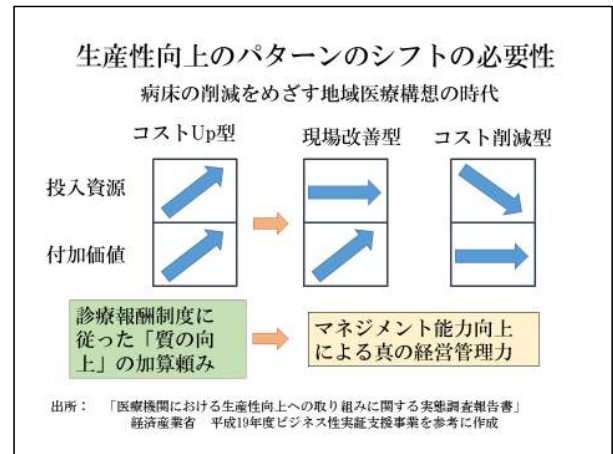 生産性向上のパターンのシフトの必要性
病床の削減をめざす地域医療構想の時代
コストUp型
現場改善型
コスト削減型
投入資源
付加価値
診療報酬制度に
従った「質の向
上」の加算頼み
マネジメント能力向上
による真の経営管理力
出所： 「医療機関における生産性向上への取り組みに関する実態調査報告書」
経済産業省 平成19年度ビジネス性実証支援事業を参考に作成